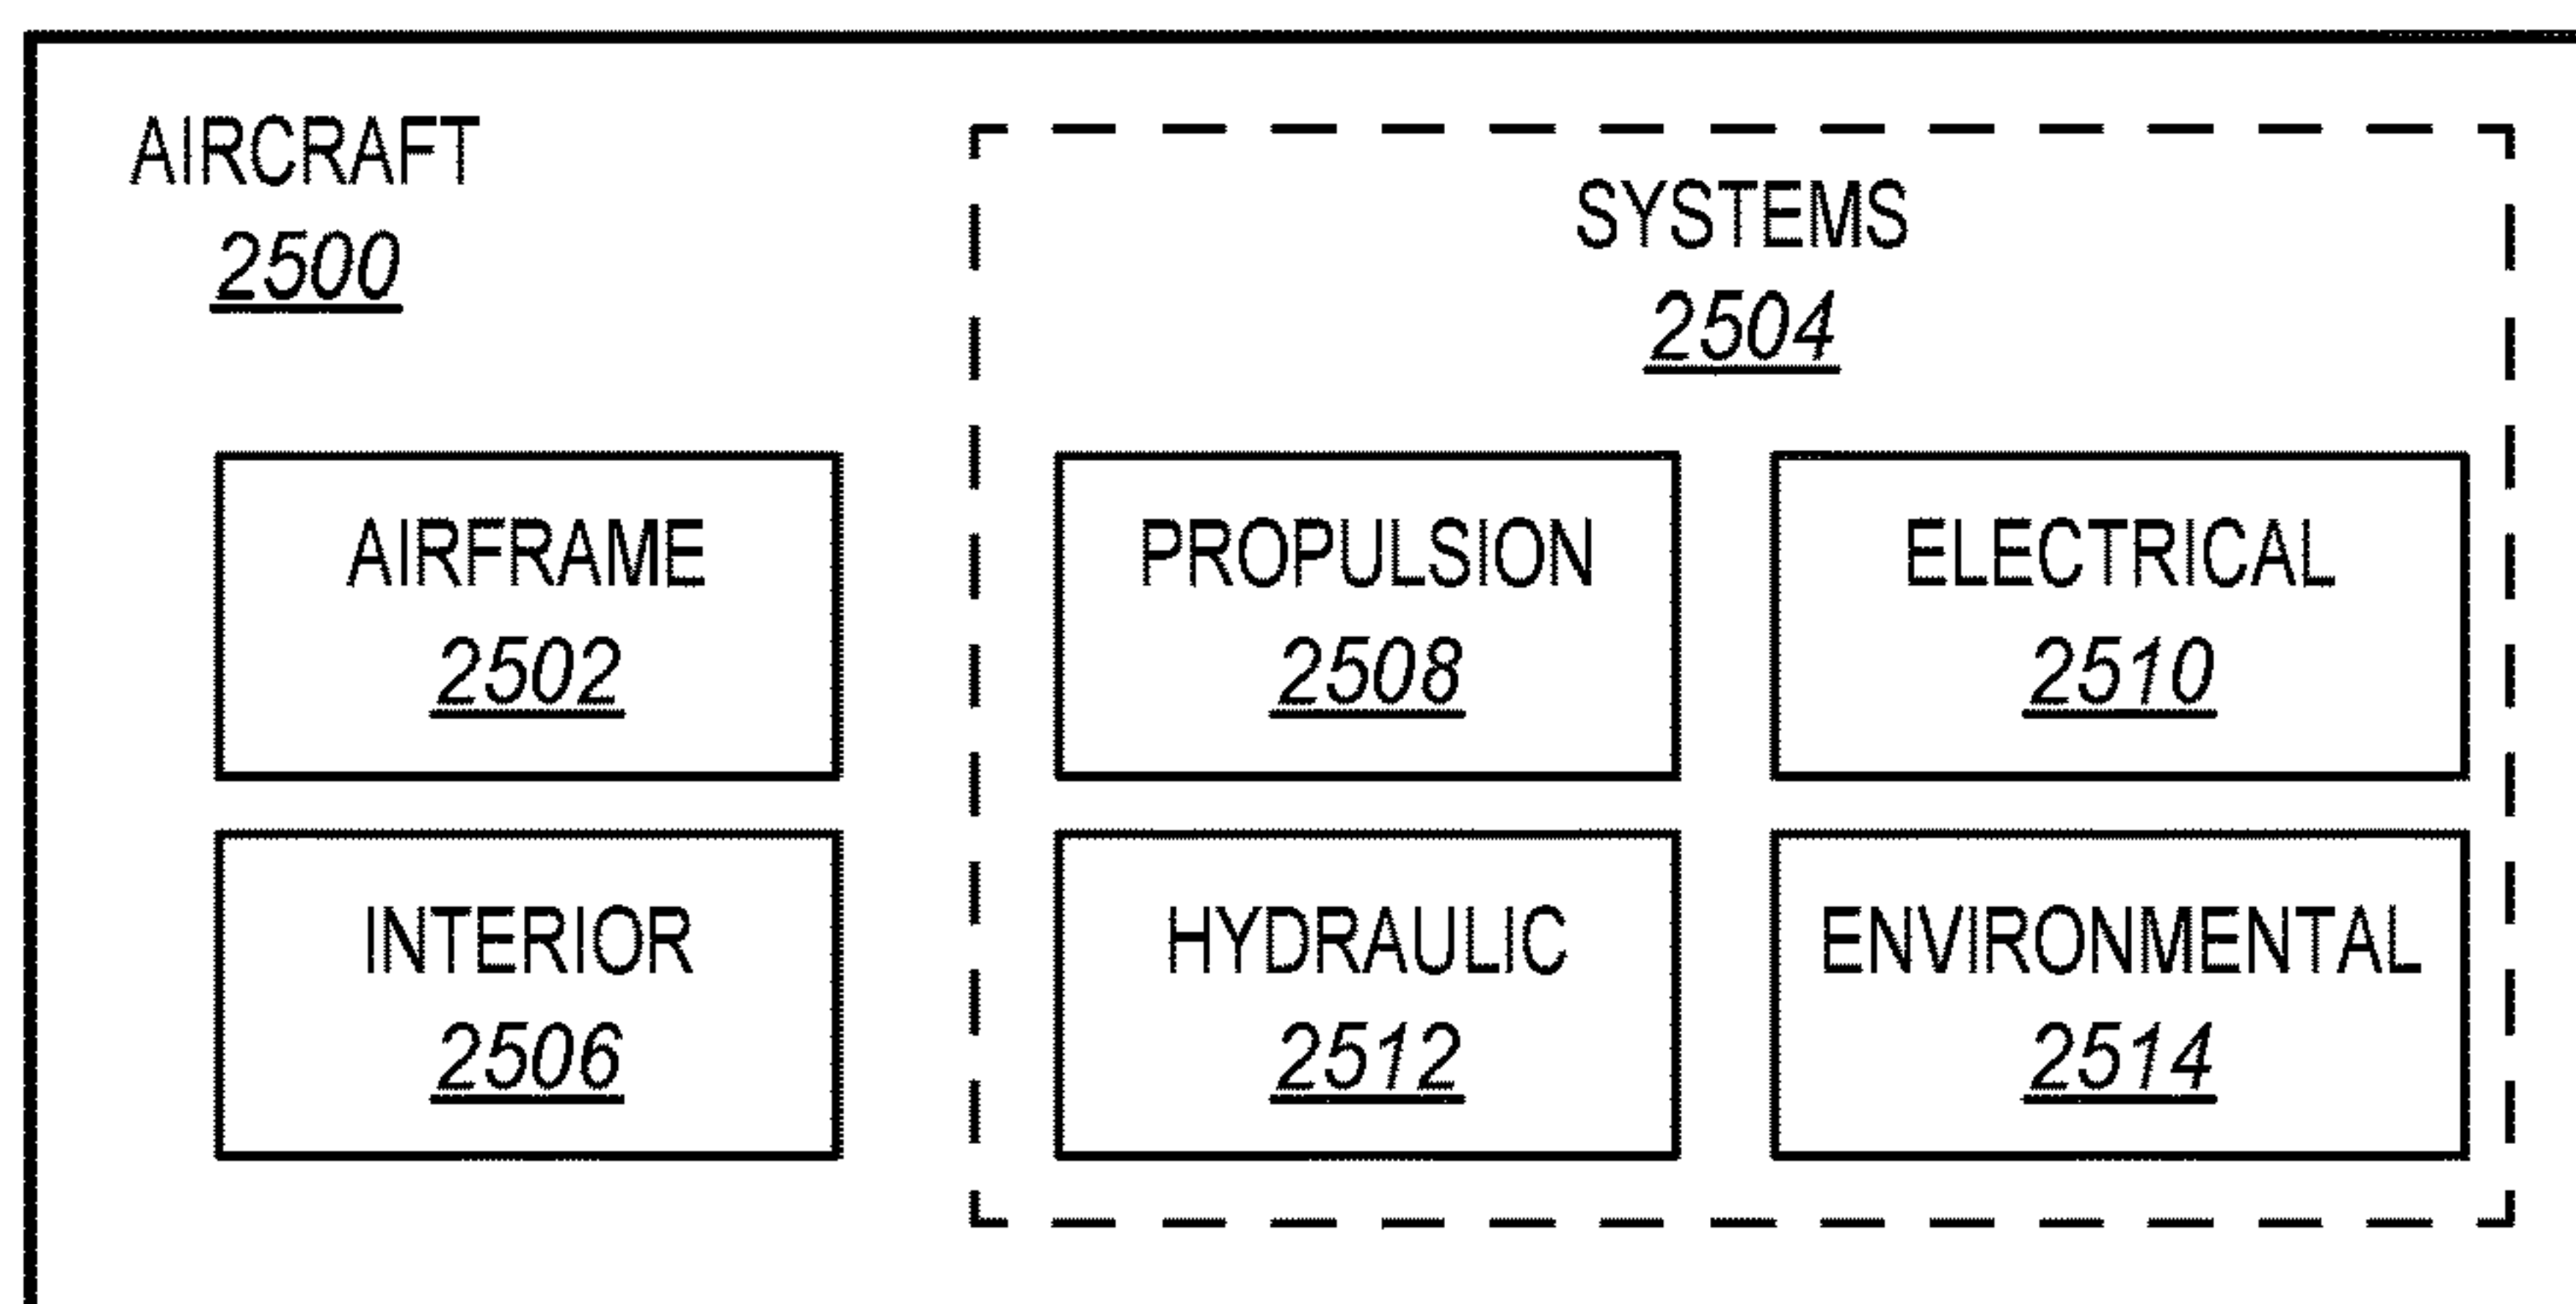 AIRCRAFT
2500
SYSTEMS
2504
AIRFRAME
2502
PROPULSION
2508
ELECTRICAL
2510
INTERIOR
2506
HYDRAULIC
2512
ENVIRONMENTAL
2514